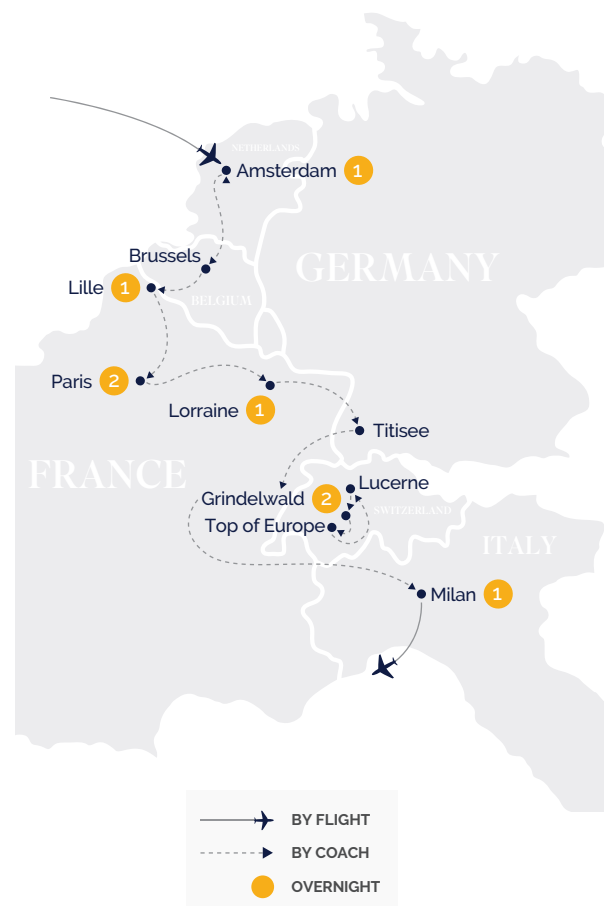 NETHERLANDS
Amsterdam 1
Brussels
GERMANY
Lille 1
BELGIUM
Paris 2
Lorraine 1
Titisee
FRANCE
Lucerne
Grindelwald 2
SWITZERLAND
Top of Europe
ITALY
Milan 1
BY FLIGHT
BY COACH
OVERNIGHT